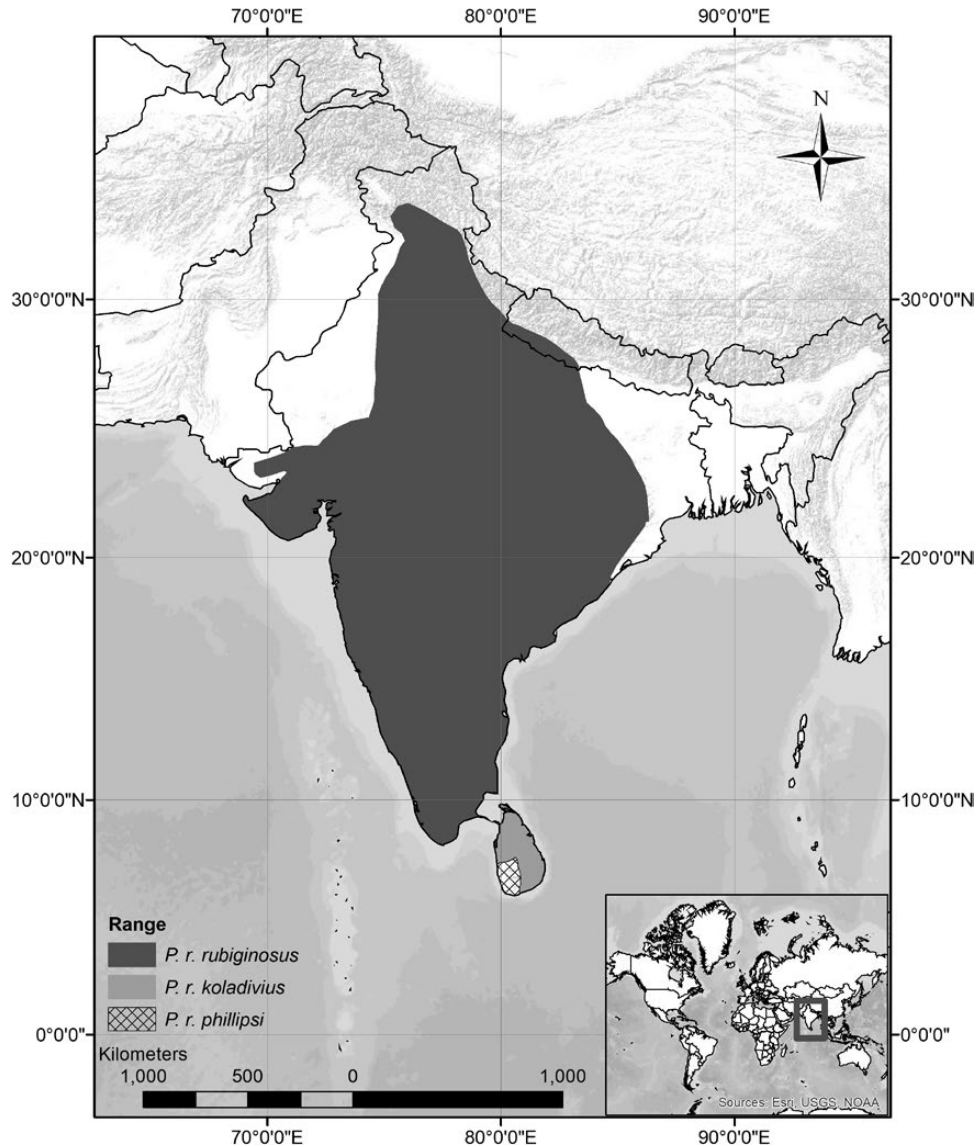 70°0'0"E 80°0'0"E 90°0'0"E
N
30°0'0"N 30°0'0"N
20°0'0"N 20°0'0"N
10°0'0"N 10°0'0"N
Range
P. r. rubiginosus
P. r. koladivius
P. r. phillipsi
0°0'0" 0°0'0"
Kilometers
1,000 500 0 1,000
Sources: Esri, USGS, NOAA
70°0'0"E 80°0'0"E 90°0'0"E